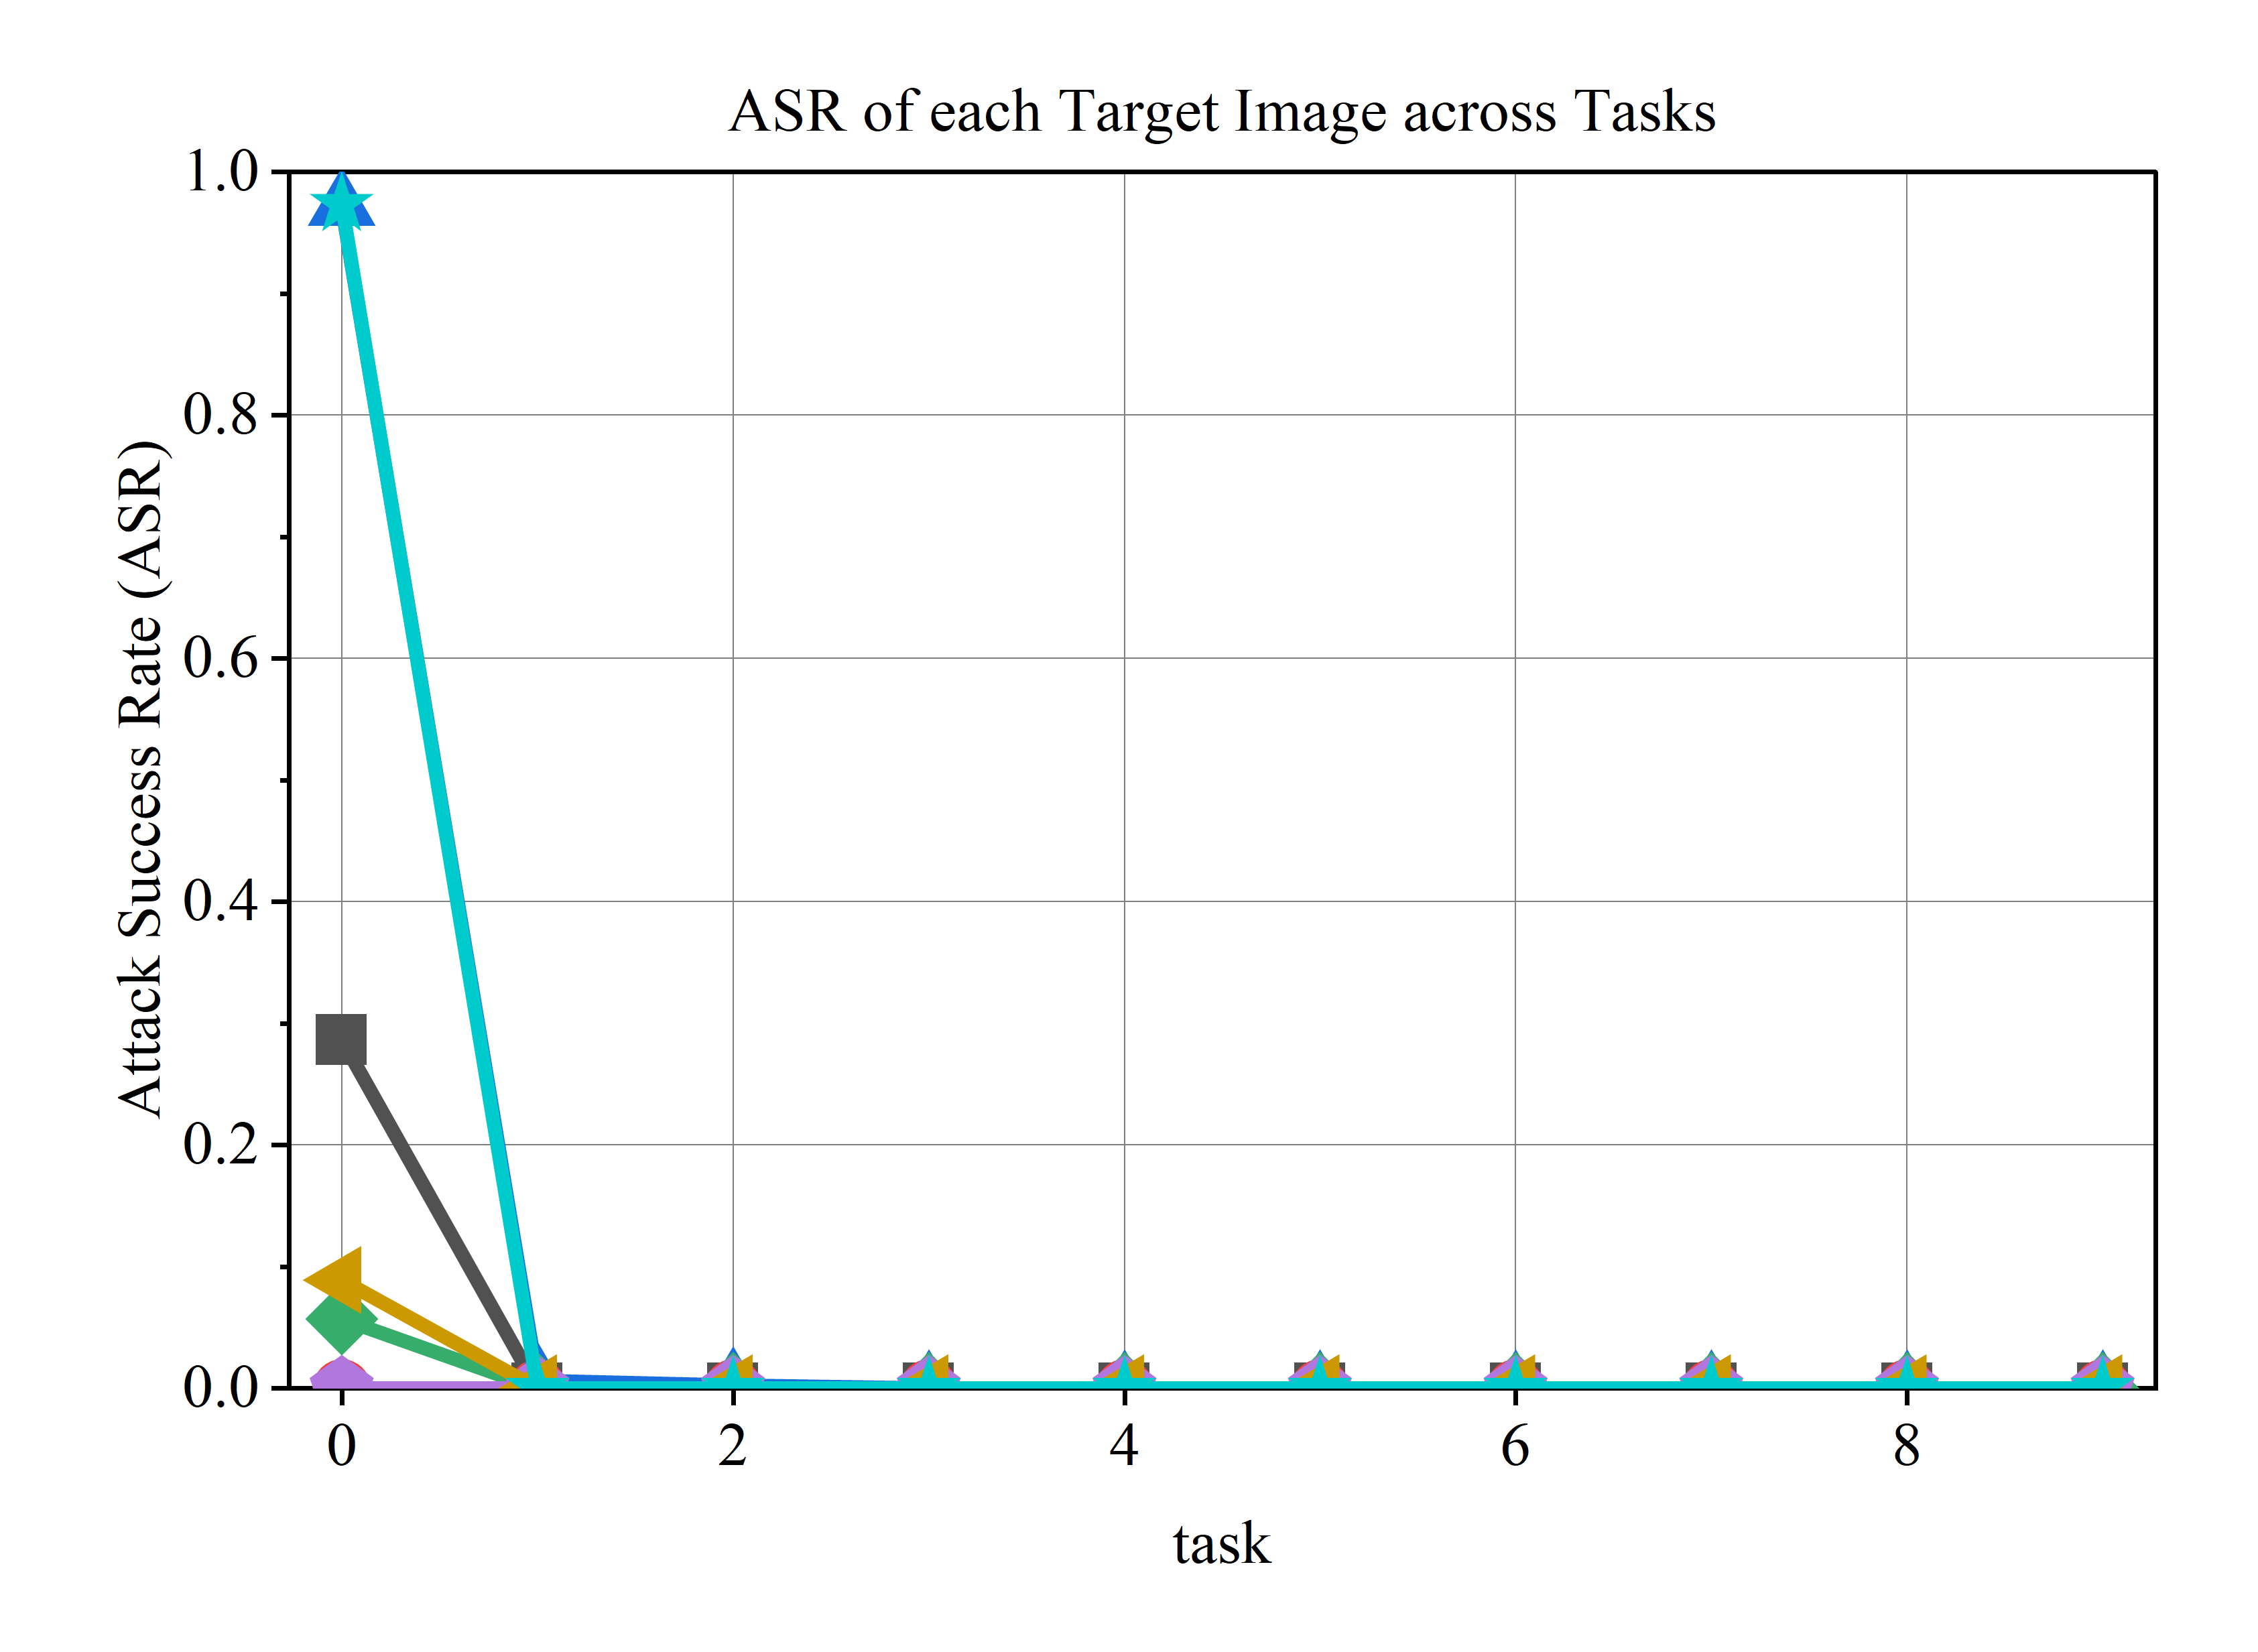 ASR of each Target Image across Tasks
Attack Success Rate (ASR)
1.0
0.8
0.6
0.4
0.2
0.0
0 2 4 6 8
task